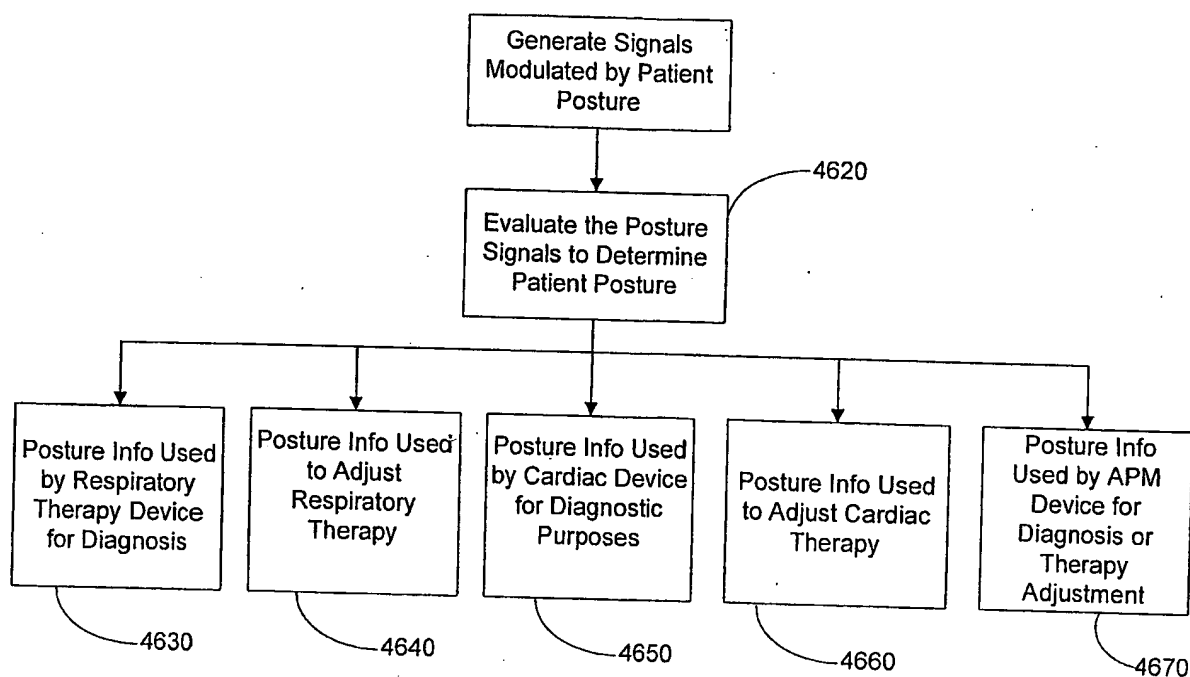 Generate Signals
Modulated by Patient
Posture
4620
Evaluate the Posture
Signals to Determine
Patient Posture
Posture Info Used
by Respiratory
Therapy Device
for Diagnosis
Posture Info Used
to Adjust
Respiratory
Therapy
Posture Info Used
by Cardiac Device
for Diagnostic
Purposes
Posture Info Used
to Adjust Cardiac
Therapy
Posture Info
Used by APM
Device for
Diagnosis or
Therapy
Adjustment
4630
4640
4650
4660
4670